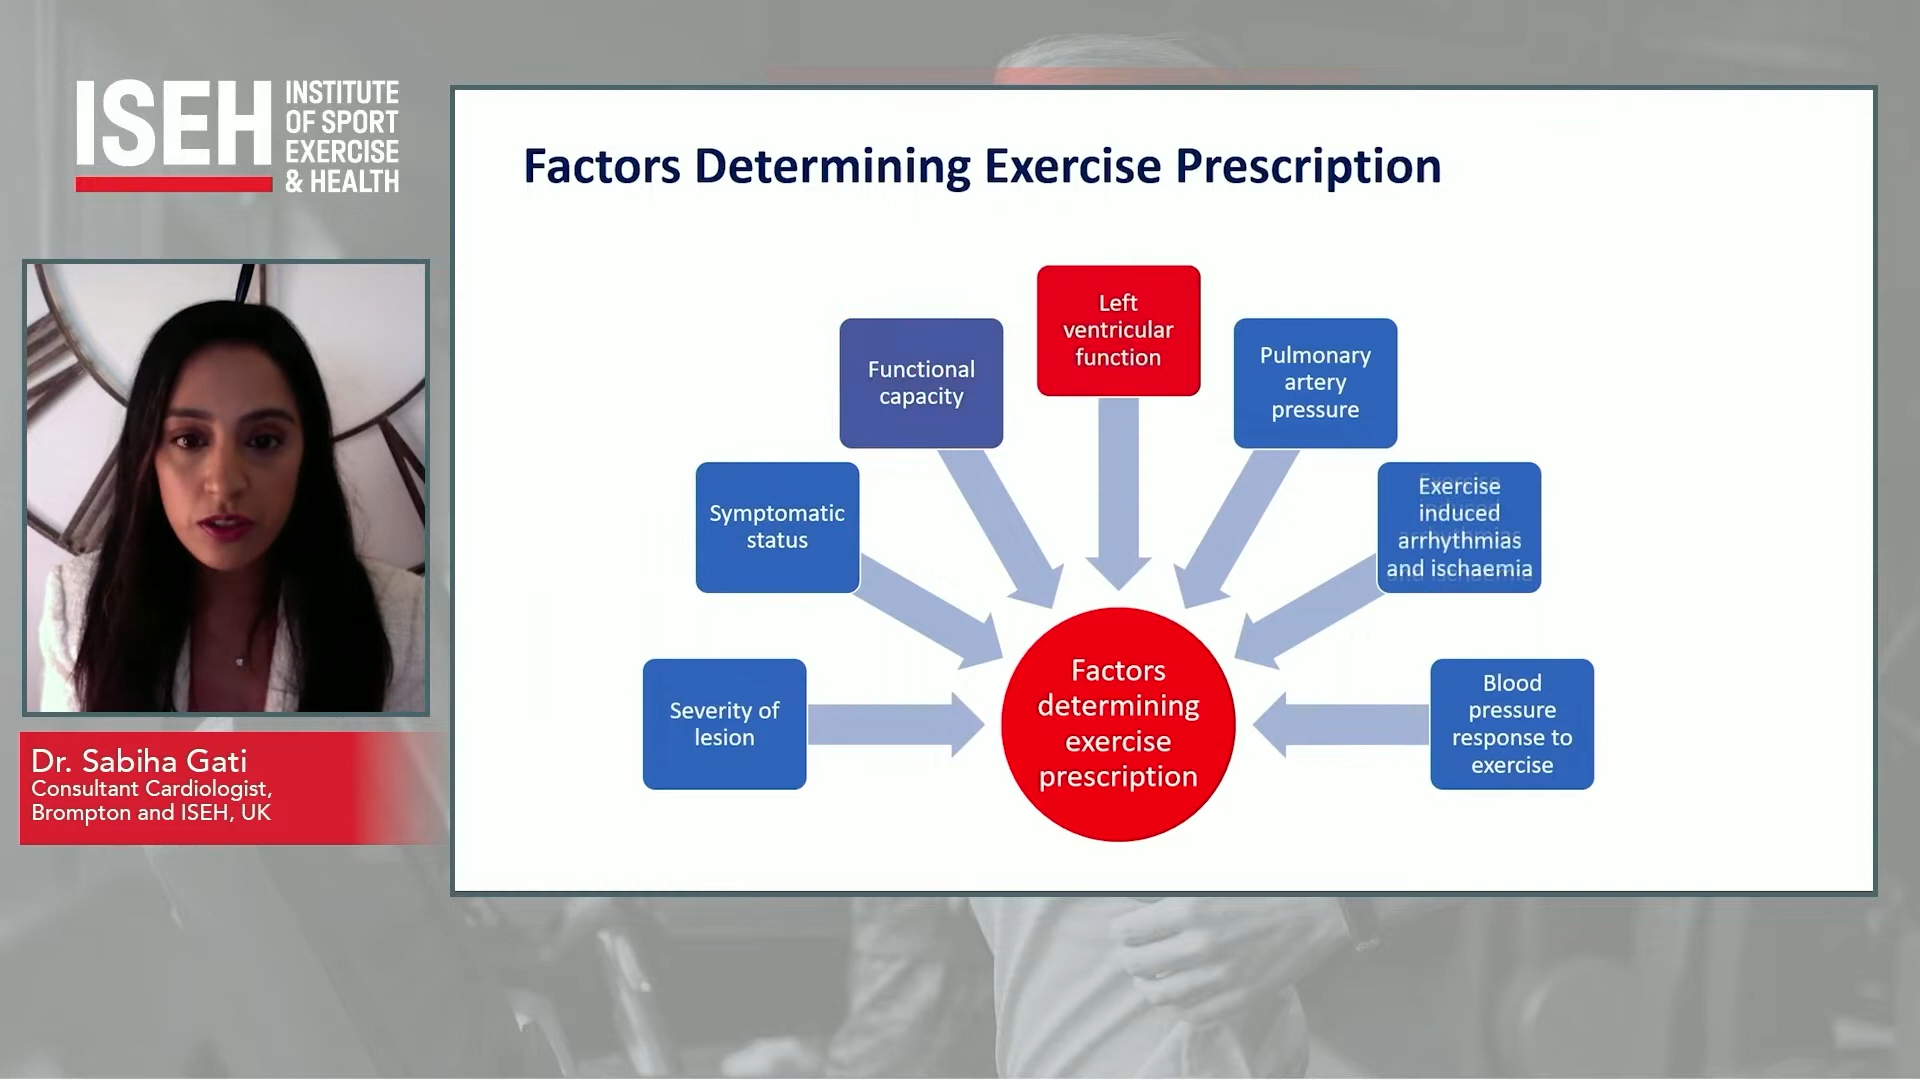 ISEH
INSTITUTE
OF SPORT
EXERCISE
& HEALTH
Dr. Sabiha Gati
Consultant Cardiologist,
Brompton and ISEH, UK
Factors Determining Exercise Prescription
Severity of
lesion
Symptomatic
status
Functional
capacity
Left
ventricular
function
Pulmonary
artery
pressure
Exercise
induced
arrhythmias
and ischaemia
Blood
pressure
response to
exercise
Factors
determining
exercise
prescription